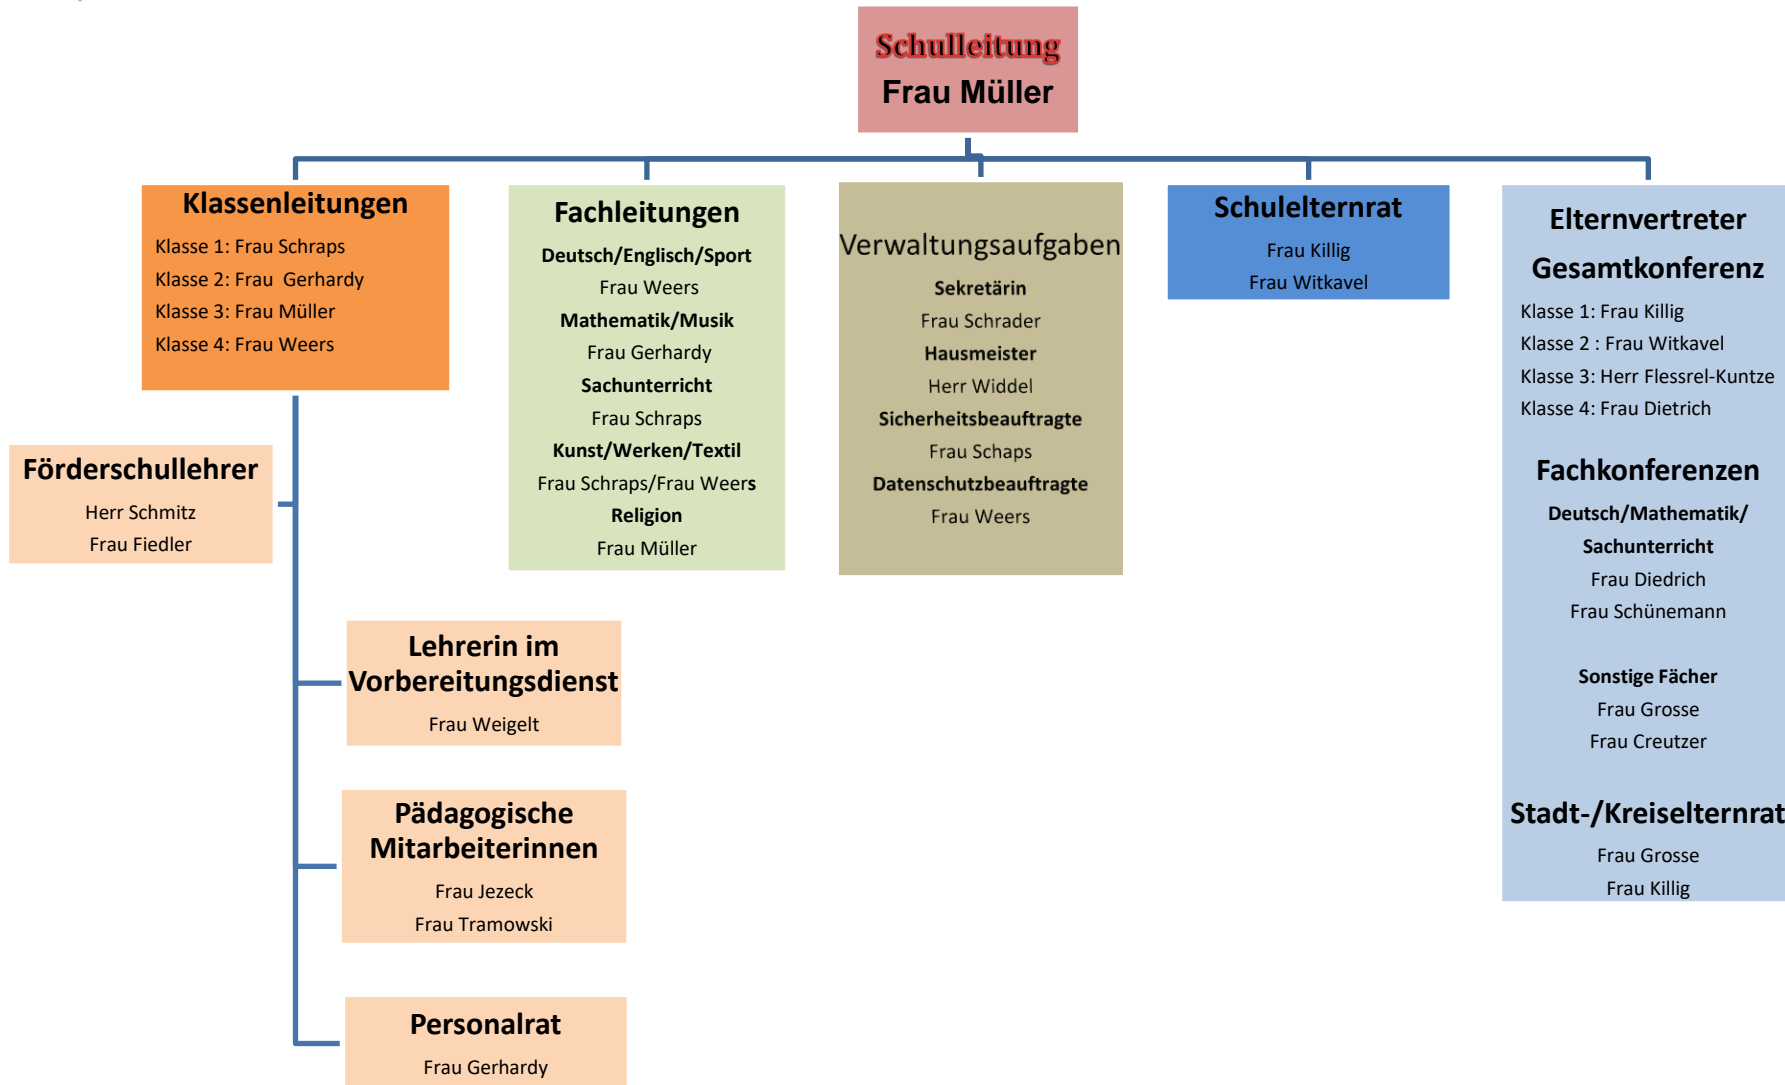 Schulleitung
Frau Müller
Klassenleitungen
Klasse 1: Frau Schraps
Klasse 2: Frau  Gerhardy
Klasse 3: Frau Müller
Klasse 4: Frau Weers
Fachleitungen
Deutsch/Englisch/Sport
Frau Weers
Mathematik/Musik
Frau Gerhardy
Sachunterricht
Frau Schraps
Kunst/Werken/Textil
Frau Schraps/Frau Weers
Religion
Frau Müller
Verwaltungsaufgaben
Sekretärin
Frau Schrader
Hausmeister
Herr Widdel
Sicherheitsbeauftragte
Frau Schaps
Datenschutzbeauftragte
Frau Weers
Schulelternrat
Frau Killig
Frau Witkavel
Elternvertreter
Gesamtkonferenz
Klasse 1: Frau Killig
Klasse 2 : Frau Witkavel
Klasse 3: Herr Flessrel-Kuntze
Klasse 4: Frau Dietrich
Fachkonferenzen
Deutsch/Mathematik/
Sachunterricht
Frau Diedrich
Frau Schünemann
Sonstige Fächer
Frau Grosse
Frau Creutzer
Stadt-/Kreiselternrat
Frau Grosse
Frau Killig
Förderschullehrer
Herr Schmitz
Frau Fiedler
Lehrerin im
Vorbereitungsdienst
Frau Weigelt
Pädagogische
Mitarbeiterinnen
Frau Jezeck
Frau Tramowski
Personalrat
Frau Gerhardy